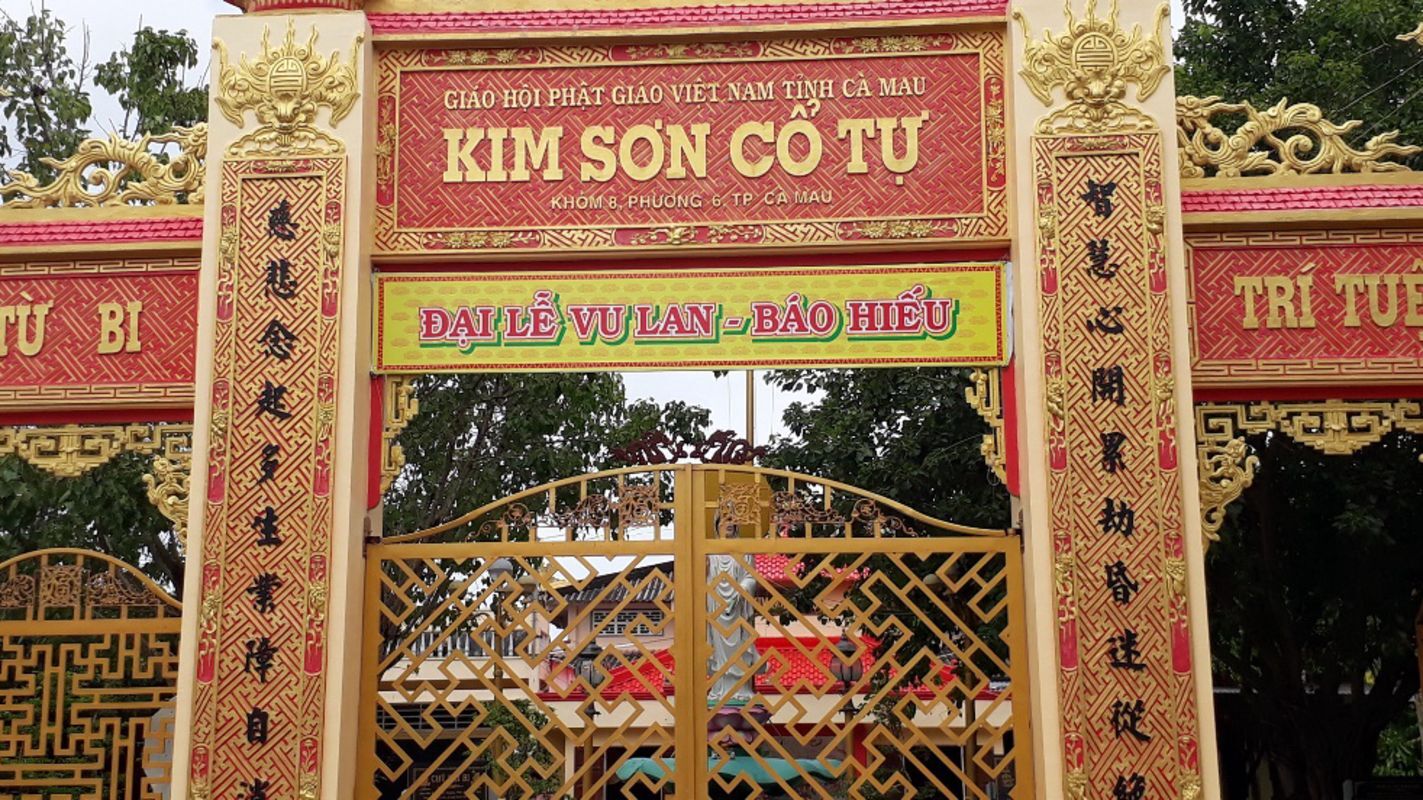 GIÁO HỘI PHẬT GIÁO VIỆT NAM TỈNH CÀ MAU
KIM SƠN CỔ TỰ
KHÓM 8, PHƯỜNG 6, TP CÀ MAU
ĐẠI LỄ VU LAN - BÁO HIẾU
TỪ BI
TRÍ TUỆ
慈悲念起多生業障自消
智慧心開累劫昏迷從